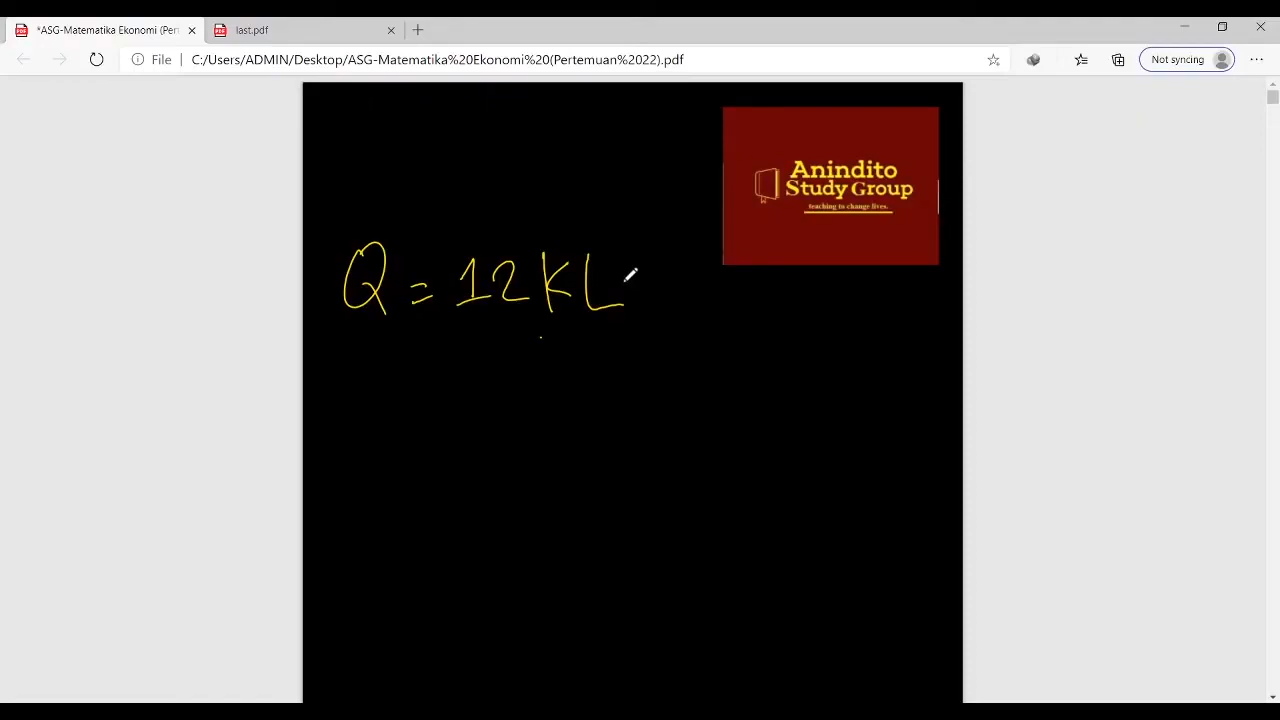 *ASG-Matematika Ekonomi (Pert
last.pdf
File
C:/Users/ADMIN/Desktop/ASG-Matematika%20Ekonomi%20(Pertemuan%2022).pdf
Not syncing
Anindito
Study Group
teaching to change lives.
Q = 12KL